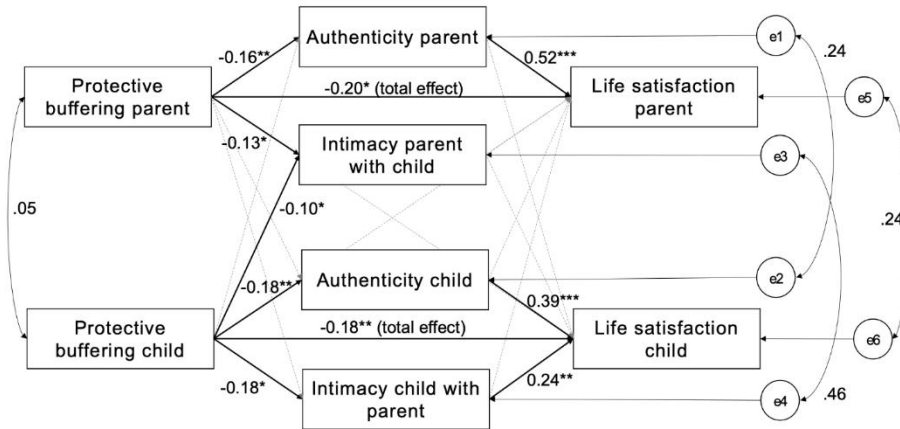 Authenticity parent
e1
-0.16**
0.52***
.24
Protective
buffering parent
-0.20* (total effect)
Life satisfaction
parent
e5
-0.13*
Intimacy parent
with child
e3
.05
-0.10*
.24
Authenticity child
e2
-0.18**
0.39***
Protective
buffering child
-0.18** (total effect)
Life satisfaction
child
e6
-0.18*
0.24**
Intimacy child with
parent
e4
.46